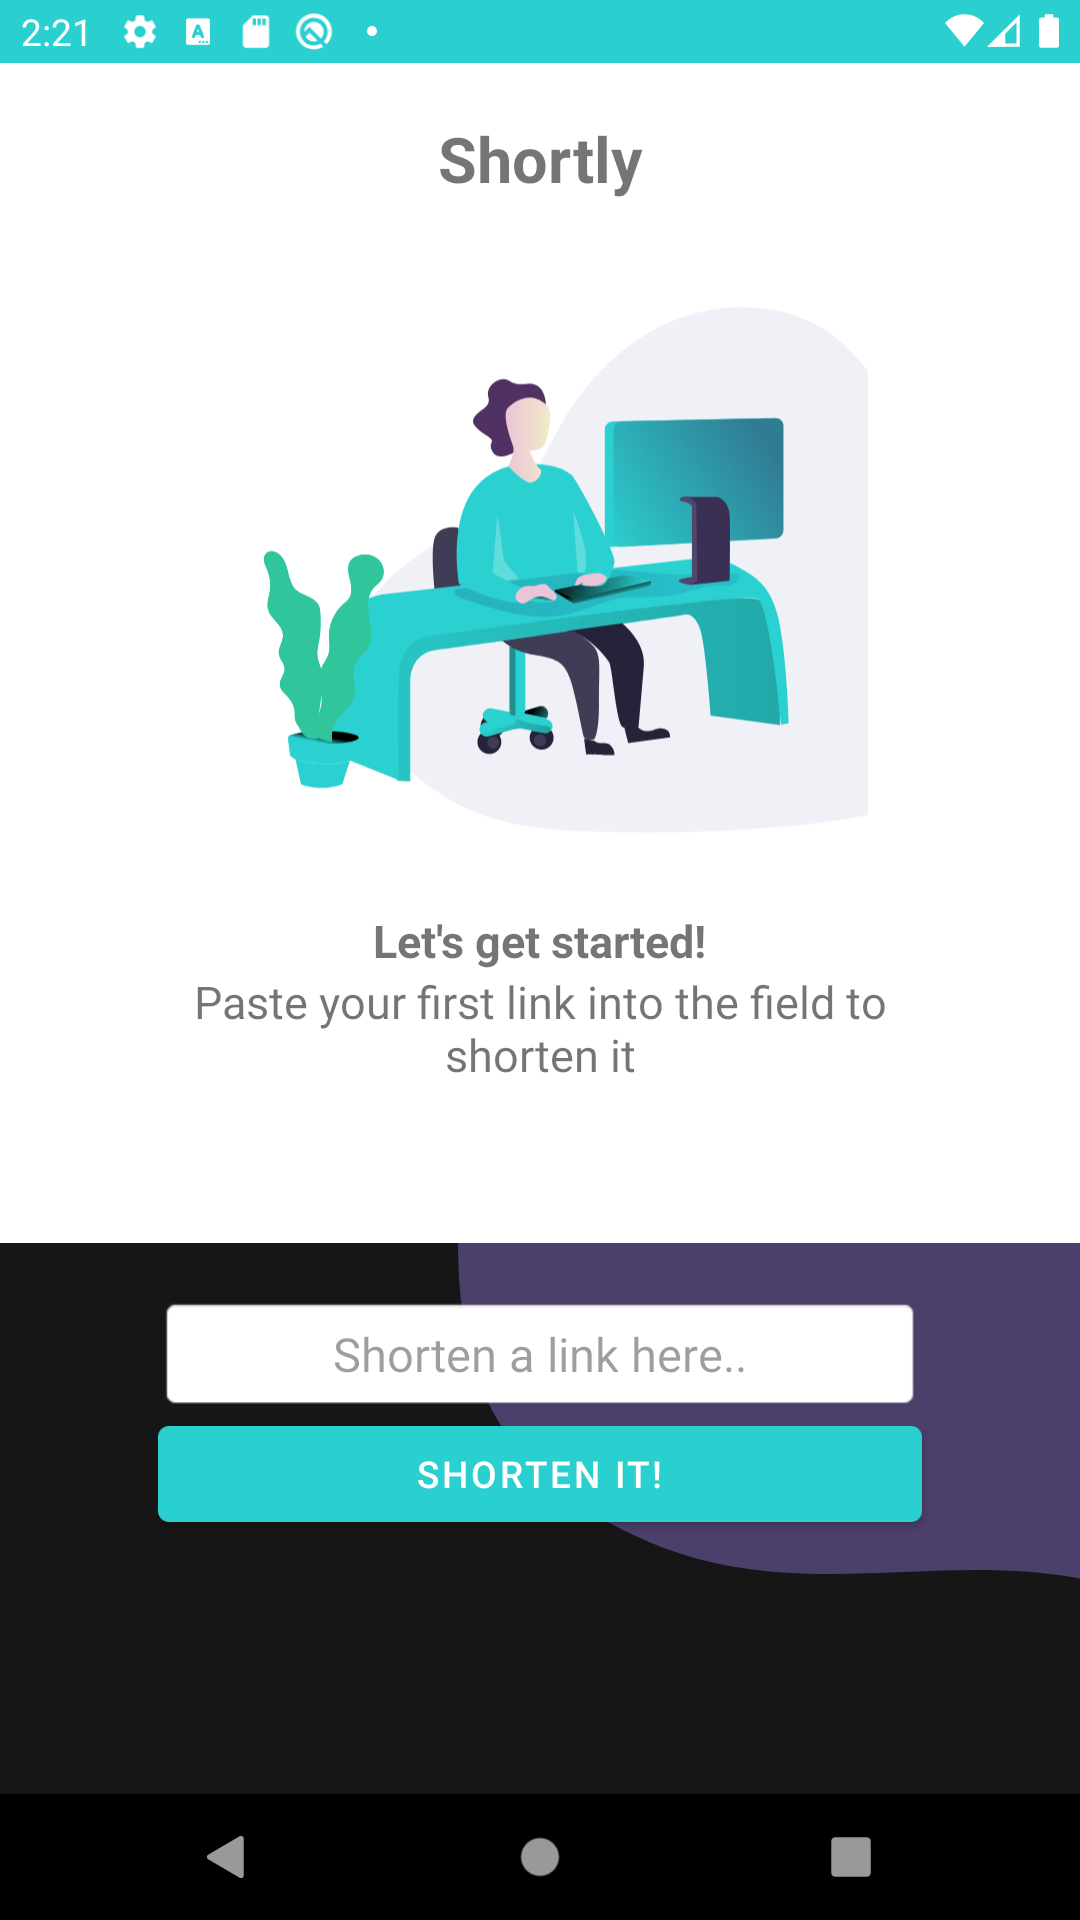 2:21
Shortly
Let's get started!
Paste your first link into the field to
shorten it
Shorten a link here..
SHORTEN IT!